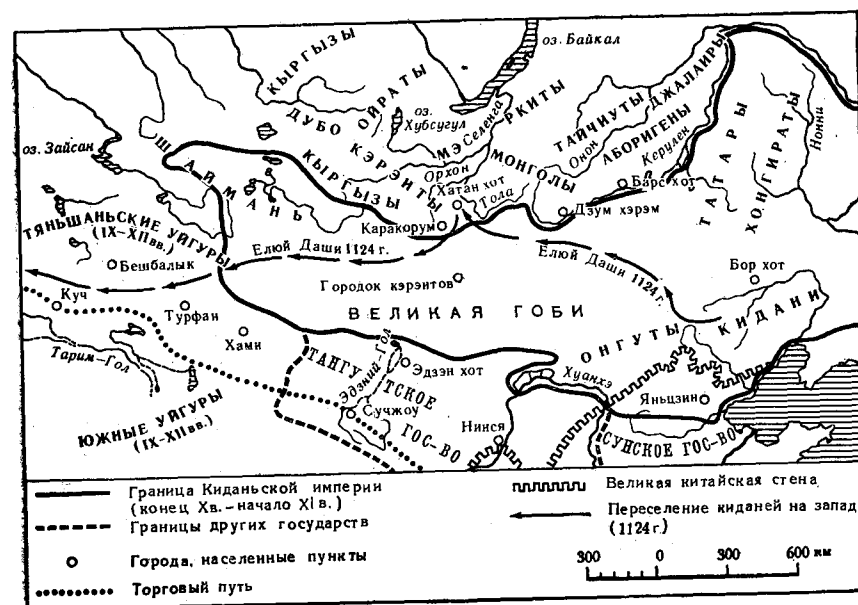 оз. Байкал
КЫРГЫЗЫ
ОЙРАТЫ
ДУБО
оз.
Хубсугул
Селенга
МЭРКИТЫ
ТАЙЧИУТЫ
ДЖАЛАИРЫ
АБОРИГЕНЫ
Онон
Керулен
ТАТАРЫ
ХОНГИРАТЫ
Нонни
оз. Зайсан
ШАЙМАНЬ
КЭРЭИТЫ
КЫРГЫЗЫ
Орхон
МОНГОЛЫ
Хатан хот
Тола
Барс хот
Дзум хэрэм
Каракорум
ТЯНЬШАНЬСКИЕ УЙГУРЫ
(IX-XII вв.)
Бешбалык
Елюй Даши 1124 г.
Елюй Даши 1124г.
Городок кэрэнтов
Бор хот
Куч
Турфан
ВЕЛИКАЯ ГОБИ
ОНГУТЫ
КИДАНИ
Хами
Тарим-Гол
ТАНГУТСКОЕ
ГОС-ВО
Эдзний-Гол
Эдзэн хот
Хуанхэ
Яньцзин
Сучжоу
ЮЖНЫЕ УЙГУРЫ
(IX-XII вв.)
Нинся
СУНСКОЕ ГОС-ВО
Граница Киданьской империи
(конец Xв.-начало XI в.)
Границы других государств
Города, населенные пункты
Торговый путь
Великая китайская стена
Переселение киданей на запад
(1124г.)
300 0 300 600 км